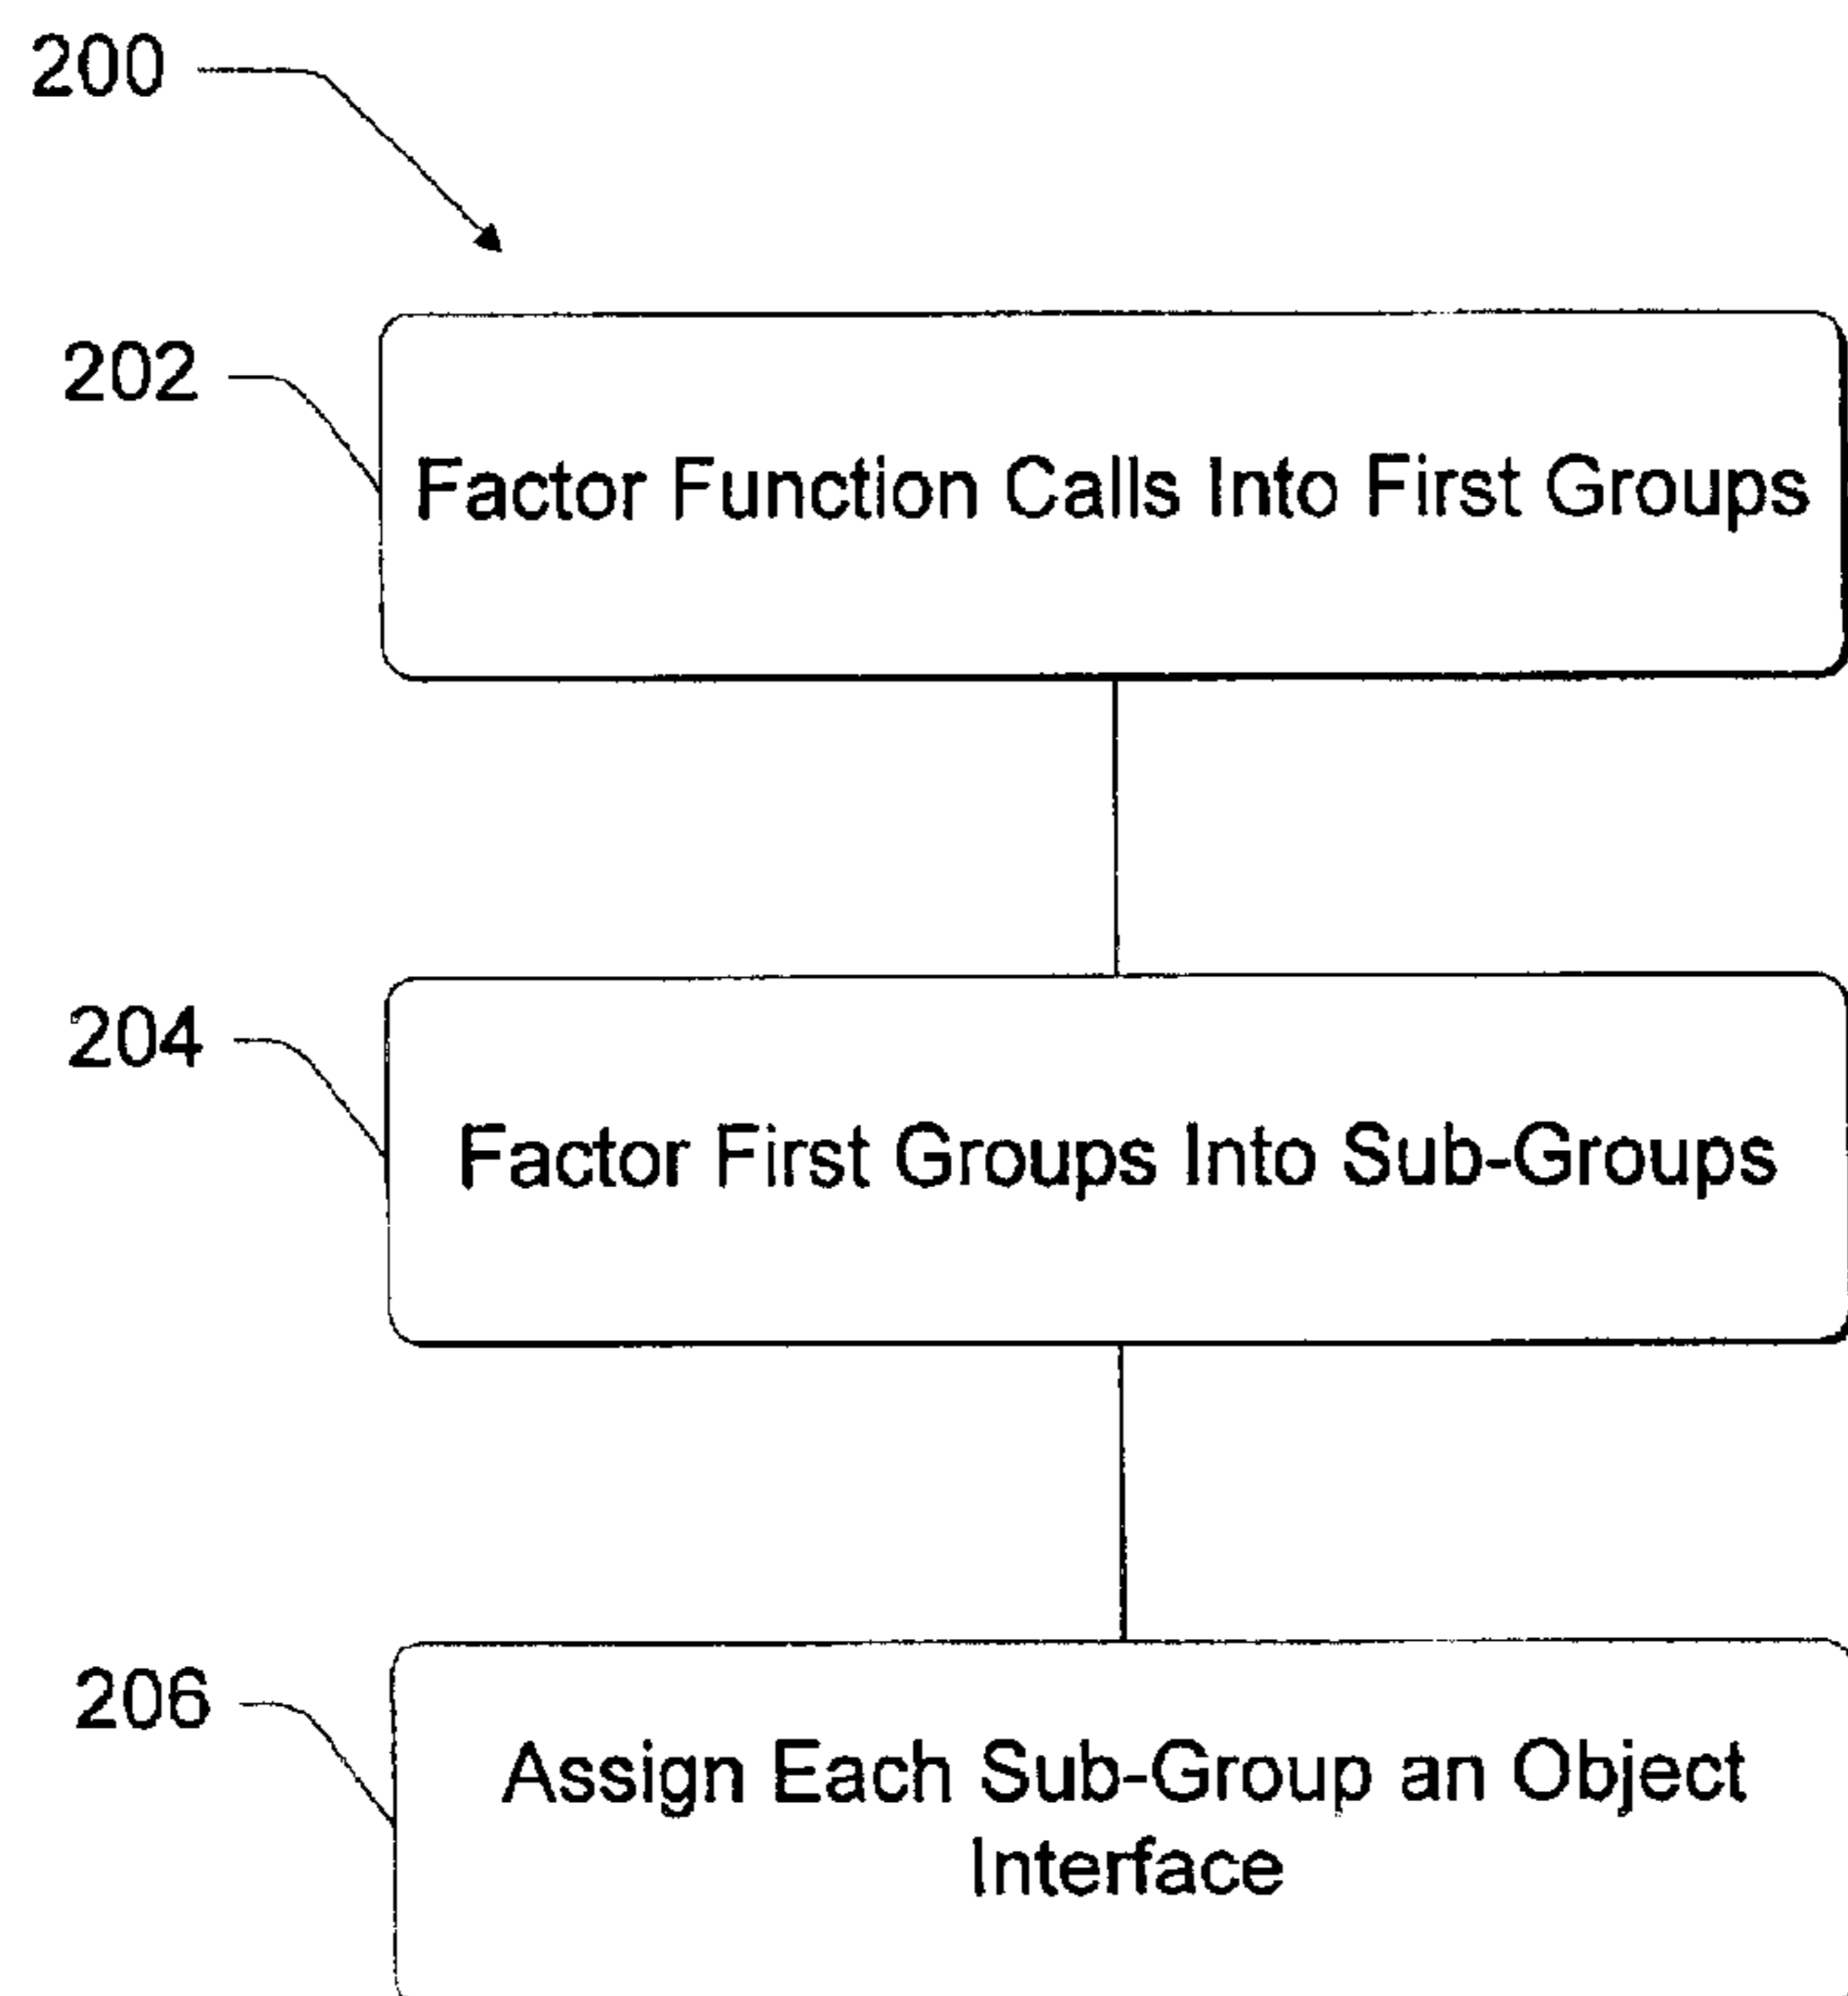 200
202
Factor Function Calls Into First Groups
204
Factor First Groups Into Sub-Groups
206
Assign Each Sub-Group an Object
Interface